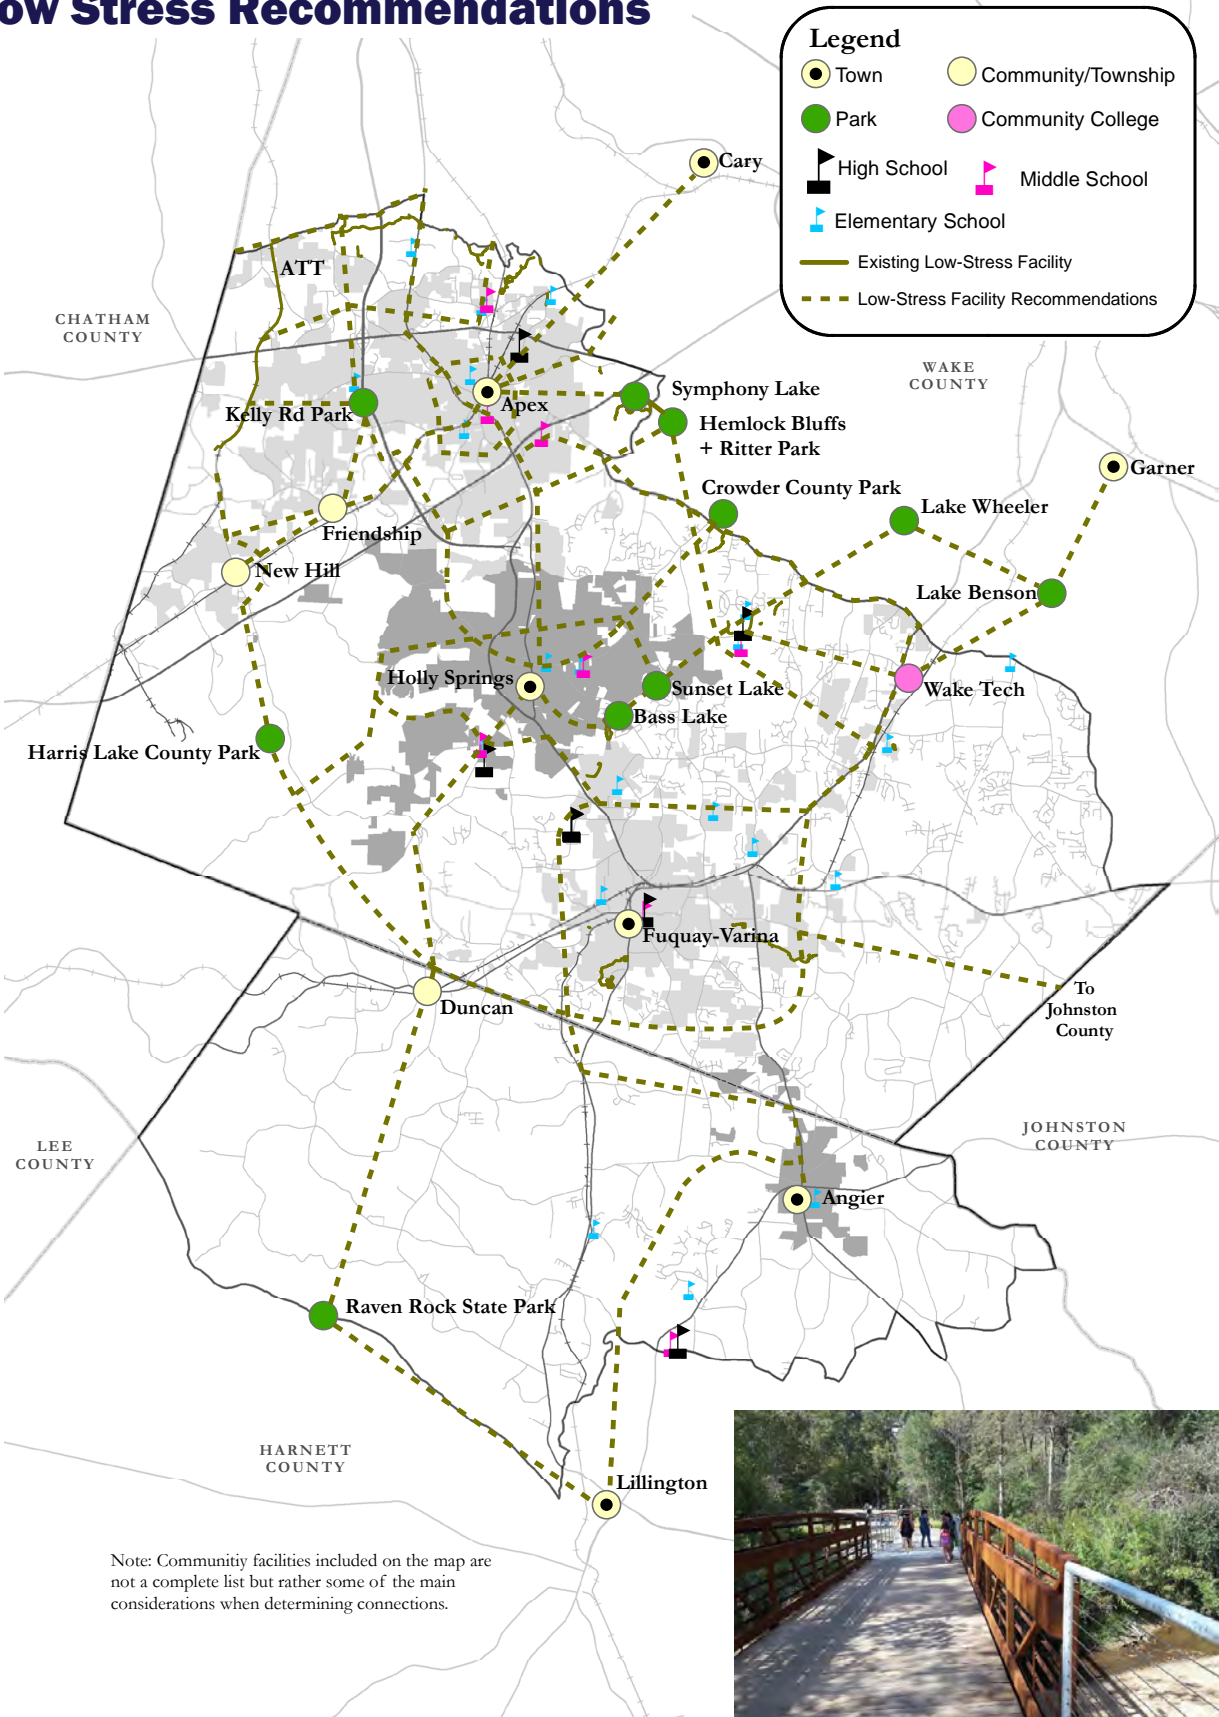 ow Stress Recommendations
Legend
Town
Community/Township
Park
Community College
High School
Middle School
Elementary School
Existing Low-Stress Facility
Low-Stress Facility Recommendations
Cary
ATT
CHATHAM
COUNTY
WAKE
COUNTY
Symphony Lake
Apex
Kelly Rd Park
Hemlock Bluffs
+ Ritter Park
Garner
Crowder County Park
Lake Wheeler
Friendship
New Hill
Lake Benson
Holly Springs
Sunset Lake
Wake Tech
Bass Lake
Harris Lake County Park
Fuquay-Varina
To
Johnston
County
Duncan
LEE
COUNTY
JOHNSTON
COUNTY
Angier
Raven Rock State Park
HARNETT
COUNTY
Lillington
Note: Communitiy facilities included on the map are
not a complete list but rather some of the main
considerations when determining connections.